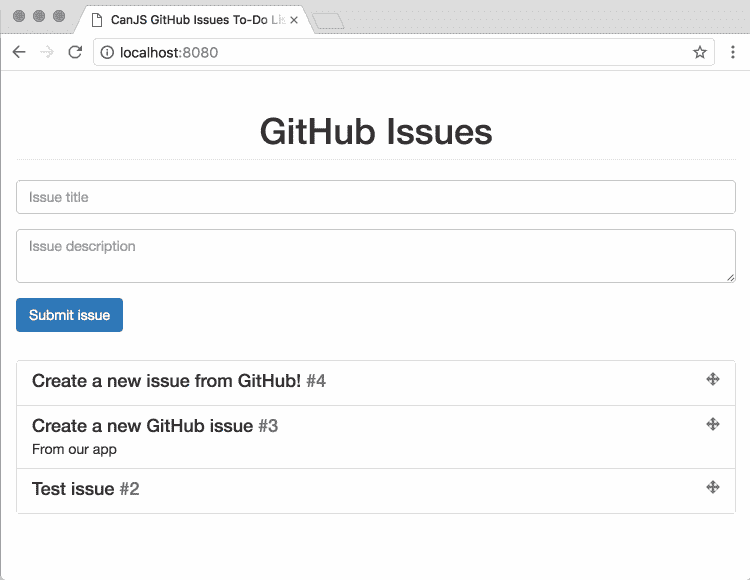 CanJS GitHub Issues To-Do Lis
localhost:8080
GitHub Issues
Issue title
Issue description
Submit issue
Create a new issue from GitHub! #4
Create a new GitHub issue #3
From our app
Test issue #2